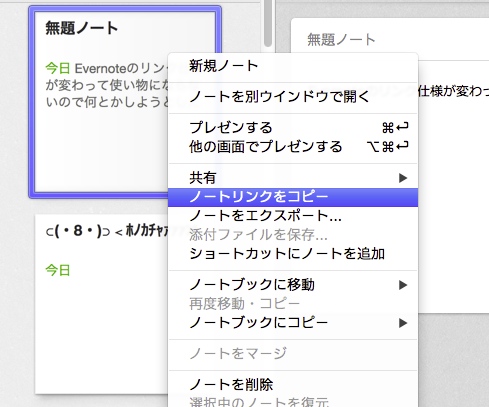 無題ノート
今日 Evernoteのリン
が変わって使い物にな
いので何とかしようと
⊂(・8・)⊃ < ﾎﾉｶﾁｬ
今日
無題ノート
仕様が変わっ
新規ノート
ノートを別ウインドウで開く
プレゼンする ⌘↩
他の画面でプレゼンする ⌥⌘↩
共有 ▶
ノートリンクをコピー
ノートをエクスポート...
添付ファイルを保存...
ショートカットにノートを追加
ノートブックに移動 ▶
再度移動・コピー
ノートブックにコピー ▶
ノートをマージ
ノートを削除
選択中のノートを復元